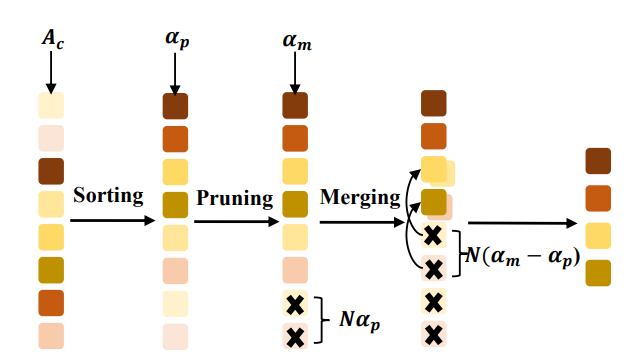 A_c
α_p
α_m
Sorting
Pruning
Merging
N(α_m − α_p)
Nα_p